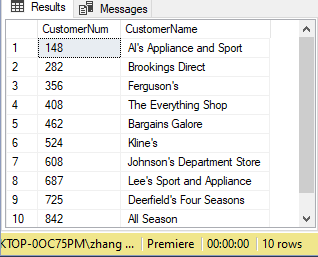 Results Messages
CustomerNum CustomerName
1 148 Al's Appliance and Sport
2 282 Brookings Direct
3 356 Ferguson's
4 408 The Everything Shop
5 462 Bargains Galore
6 524 Kline's
7 608 Johnson's Department Store
8 687 Lee's Sport and Appliance
9 725 Deerfield's Four Seasons
10 842 All Season
KTOP-0OC75PM\zhang ... Premiere 00:00:00 10 rows